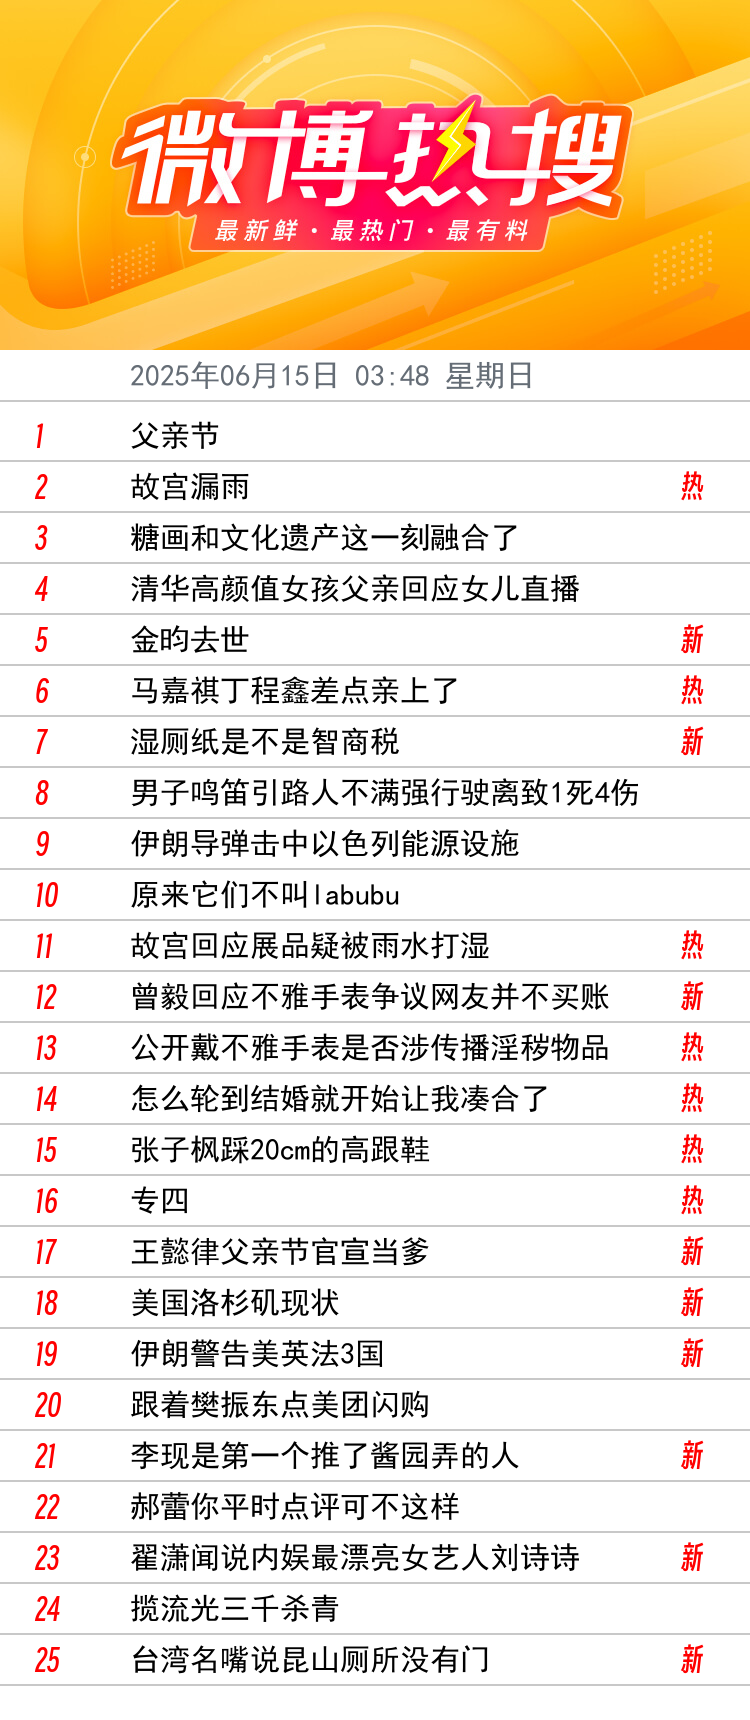 微博热搜
最新鲜·最热门·最有料
2025年06月15日 03:48 星期日
1 父亲节
2 故宫漏雨 热
3 糖画和文化遗产这一刻融合了
4 清华高颜值女孩父亲回应女儿直播
5 金昀去世 新
6 马嘉祺丁程鑫差点亲上了 热
7 湿厕纸是不是智商税 新
8 男子鸣笛引路人不满强行驶离致1死4伤
9 伊朗导弹击中以色列能源设施
10 原来它们不叫labubu
11 故宫回应展品疑被雨水打湿 热
12 曾毅回应不雅手表争议网友并不买账 新
13 公开戴不雅手表是否涉传播淫秽物品 热
14 怎么轮到结婚就开始让我凑合了 热
15 张子枫踩20cm的高跟鞋 热
16 专四 热
17 王懿律父亲节官宣当爹 新
18 美国洛杉矶现状 新
19 伊朗警告美英法3国 新
20 跟着樊振东点美团闪购
21 李现是第一个推了酱园弄的人 新
22 郝蕾你平时点评可不这样
23 翟潇闻说内娱最漂亮女艺人刘诗诗 新
24 揽流光三千杀青
25 台湾名嘴说昆山厕所没有门 新